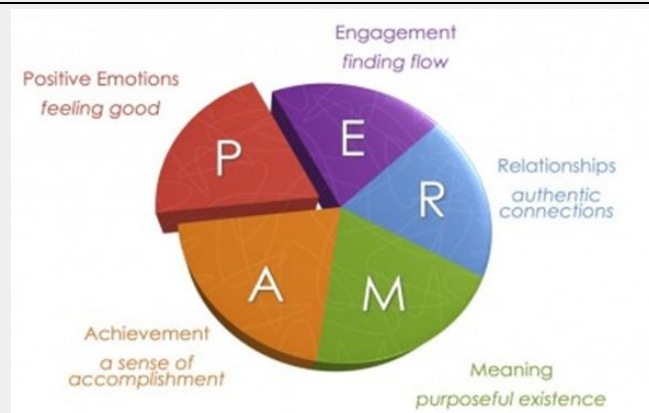 Engagement
finding flow
Positive Emotions
feeling good
P
E
Relationships
authentic
connections
R
A
M
Achievement
a sense of
accomplishment
Meaning
purposeful existence